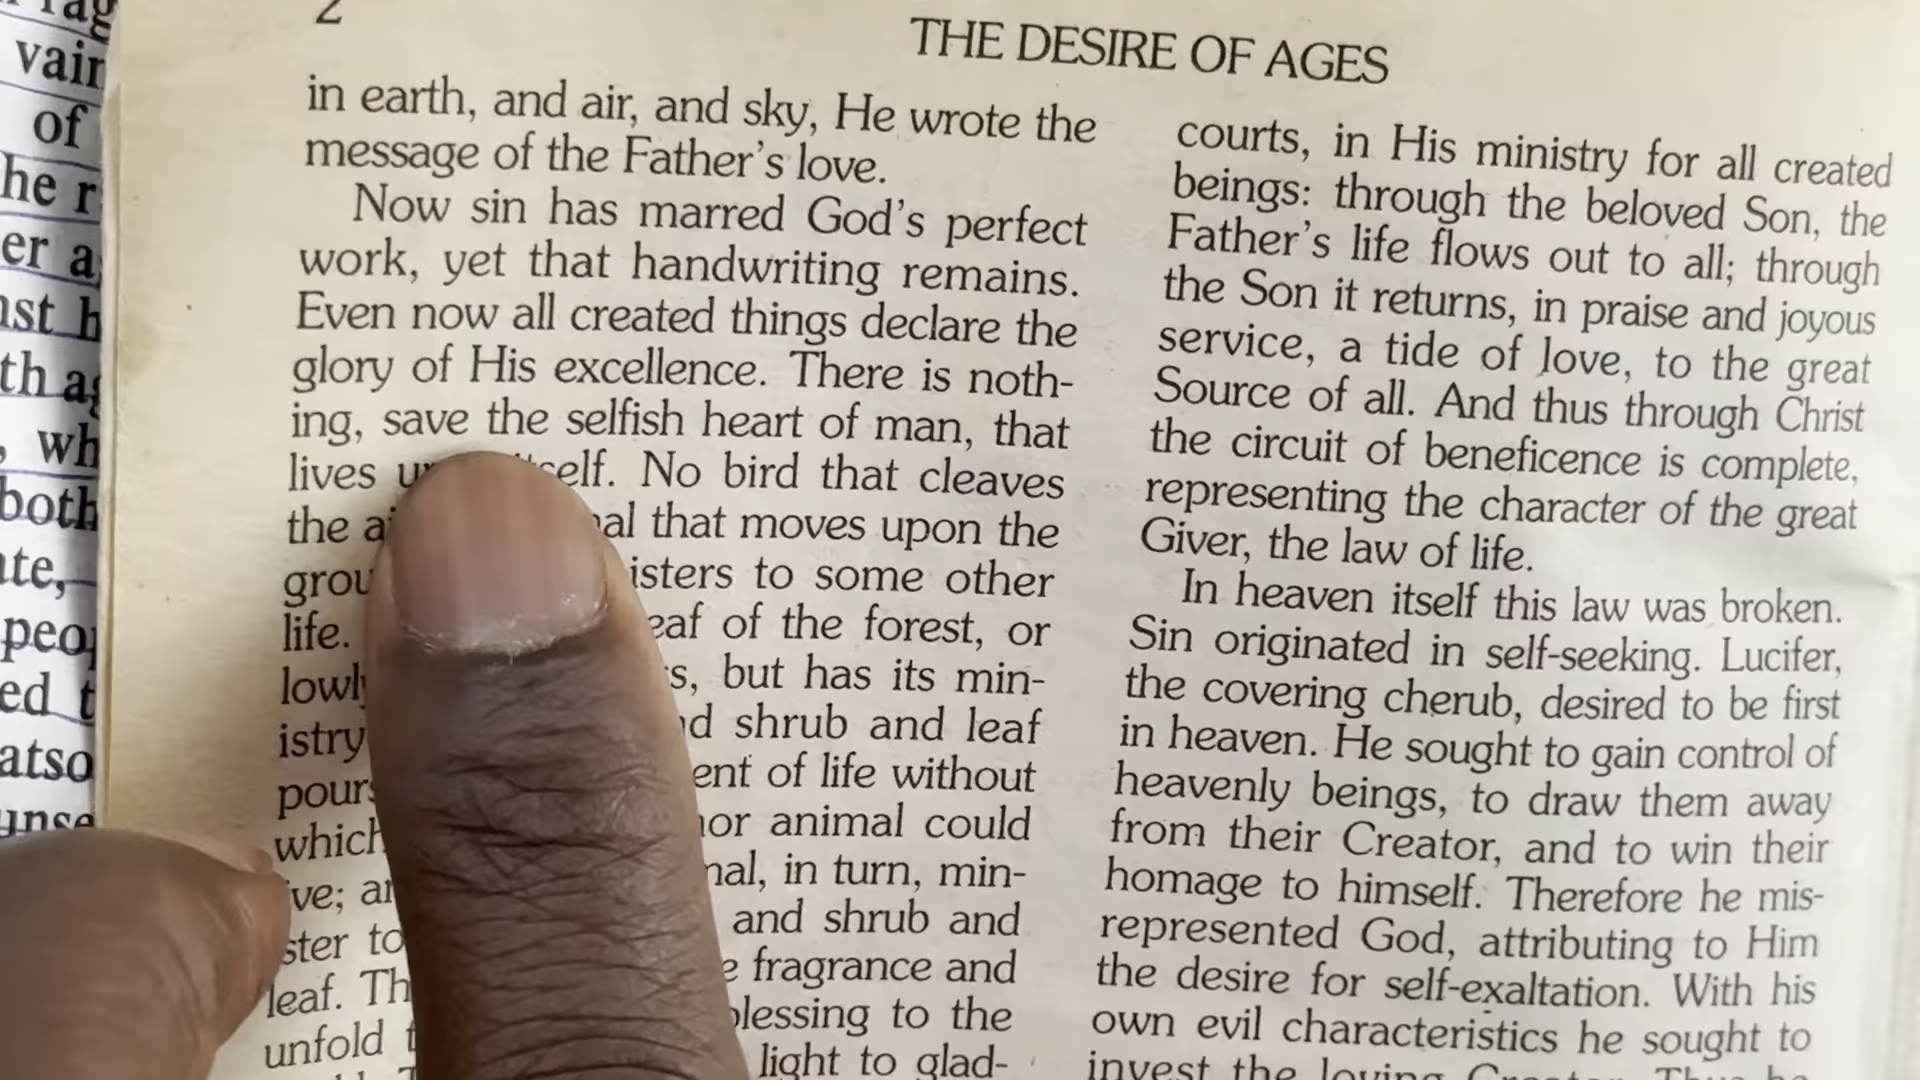 vain
of
both
2
THE DESIRE OF AGES
in earth, and air, and sky, He wrote the
message of the Father's love.
Now sin has marred God's perfect
work, yet that handwriting remains.
Even now all created things declare the
glory of His excellence. There is noth-
ing, save the selfish heart of man, that
lives No bird that cleaves
the that moves upon the
to some other
life. of the forest, or
but has its min-
istry shrub and leaf
of life without
which animal could
in turn, min-
to and shrub and
leaf. fragrance and
unfold to the
light to glad-
courts, in His ministry for all created
beings: through the beloved Son, the
Father's life flows out to all; through
the Son it returns, in praise and joyous
service, a tide of love, to the great
Source of all. And thus through Christ
the circuit of beneficence is complete,
representing the character of the great
Giver, the law of life.
In heaven itself this law was broken.
Sin originated in self-seeking. Lucifer,
the covering cherub, desired to be first
in heaven. He sought to gain control of
heavenly beings, to draw them away
from their Creator, and to win their
homage to himself. Therefore he mis-
represented God, attributing to Him
the desire for self-exaltation. With his
own evil characteristics he sought to
invest the loving Creator. Thus he